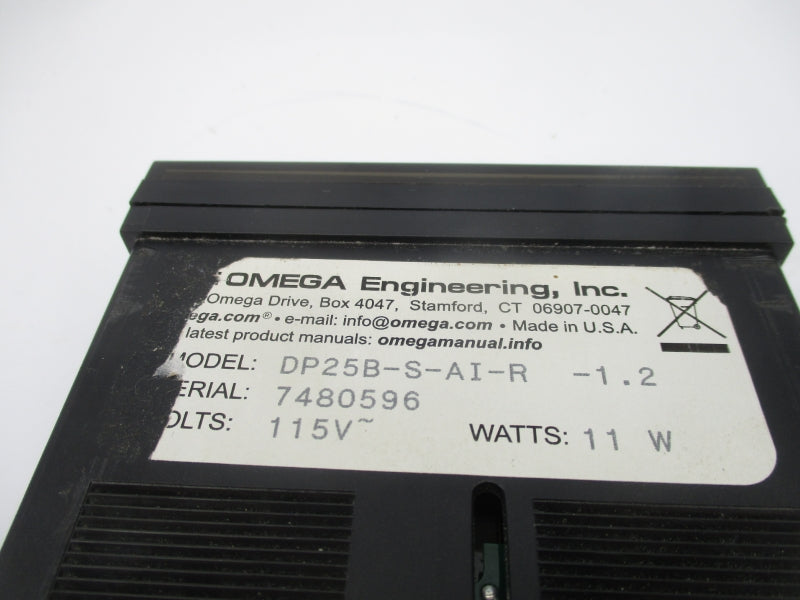 OMEGA Engineering, Inc.
Omega Drive, Box 4047, Stamford, CT 06907-0047
ega.com® • e-mail: info@omega.com • Made in U.S.A.
latest product manuals: omegamanual.info
MODEL: DP25B-S-AI-R -1.2
ERIAL: 7480596
OLTS: 115V~ WATTS: 11 W